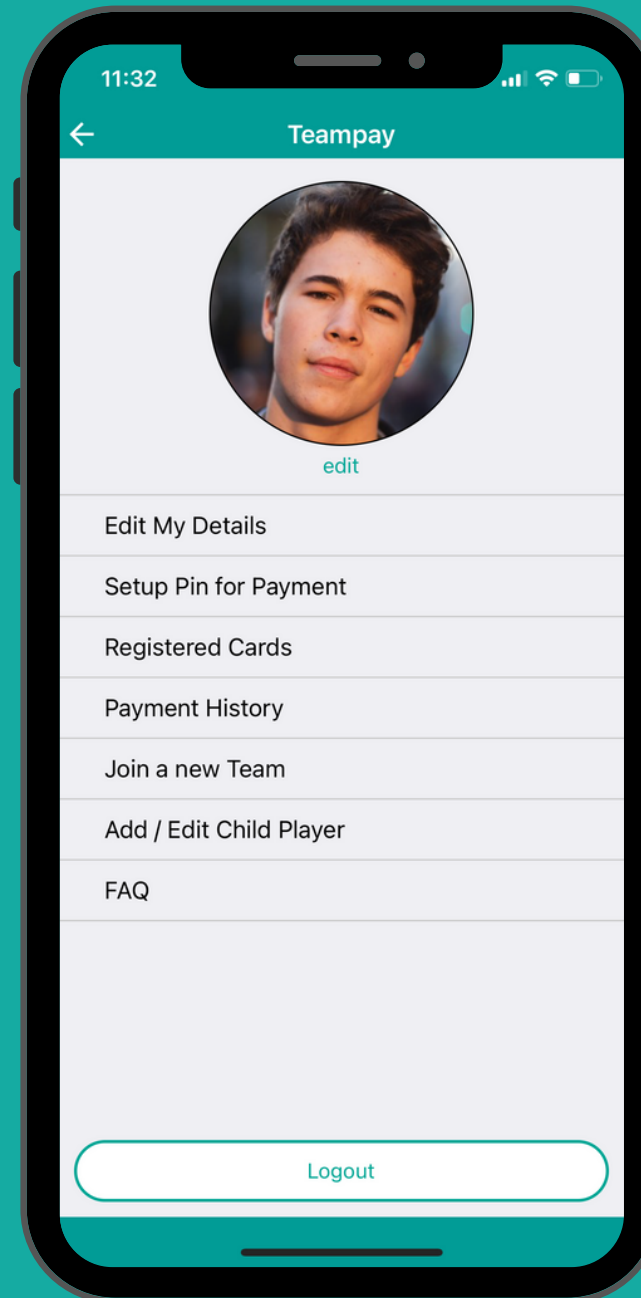 11:32
Teampay
edit
Edit My Details
Setup Pin for Payment
Registered Cards
Payment History
Join a new Team
Add / Edit Child Player
FAQ
Logout